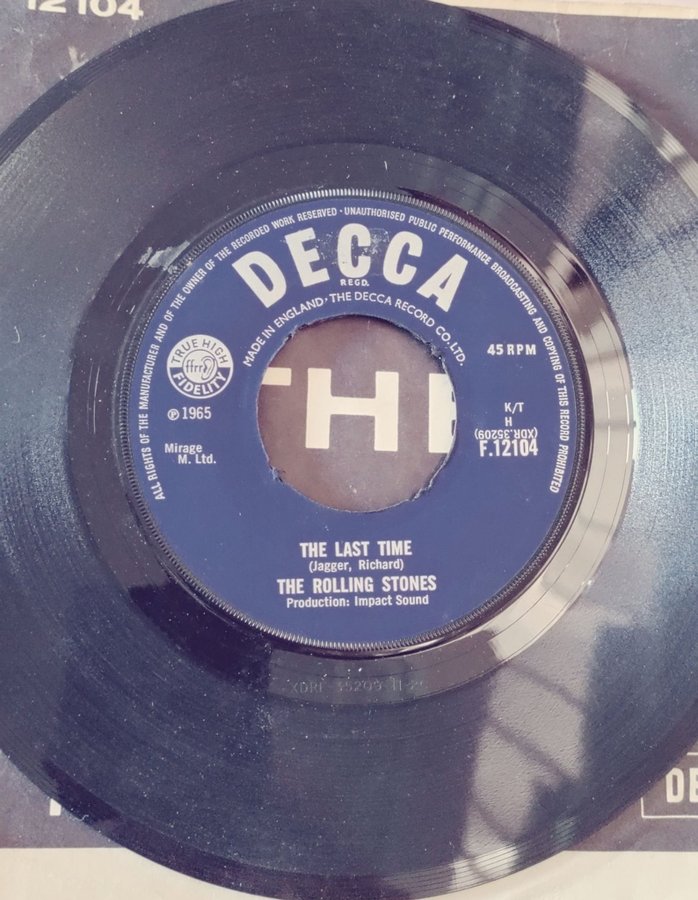 12104
ALL RIGHTS OF THE MANUFACTURER AND OF THE OWNER OF THE RECORDED WORK RESERVED · UNAUTHORISED PUBLIC PERFORMANCE BROADCASTING AND COPYING OF THIS RECORD PROHIBITED
DECCA
REGD.
MADE IN ENGLAND · THE DECCA RECORD CO. LTD.
TRUE HIGH
ffrr
FIDELITY
45 RPM
℗ 1965
K/T
H
(XDR.35209)
F.12104
Mirage
M. Ltd.
THE
THE LAST TIME
(Jagger, Richard)
THE ROLLING STONES
Production: Impact Sound
DE